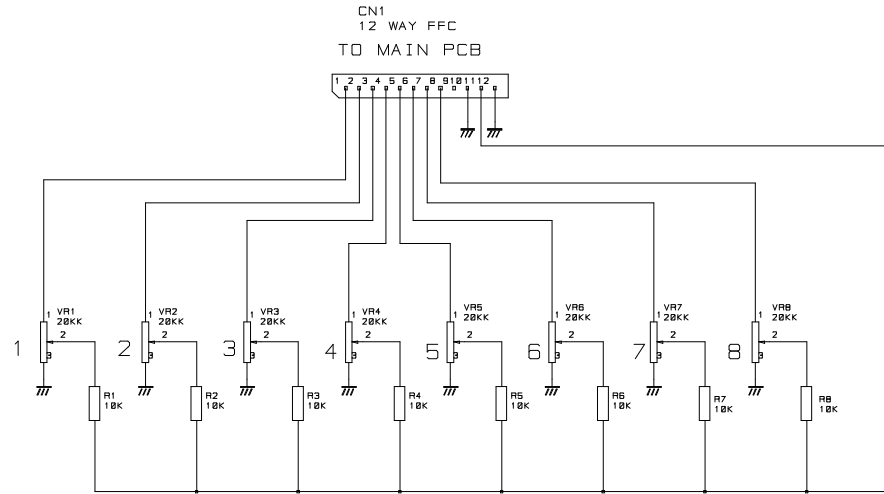 CN1
12 WAY FFC
TO MAIN PCB
1 2 3 4 5 6 7 8 9 10 11 12
1 VR1
20KK
2
1
3
R1
10K
1 VR2
20KK
2
2
3
R2
10K
1 VR3
20KK
2
3
3
R3
10K
1 VR4
20KK
2
4
3
R4
10K
1 VR5
20KK
2
5
3
R5
10K
1 VR6
20KK
2
6
3
R6
10K
1 VR7
20KK
2
7
3
R7
10K
1 VR8
20KK
2
8
3
R8
10K